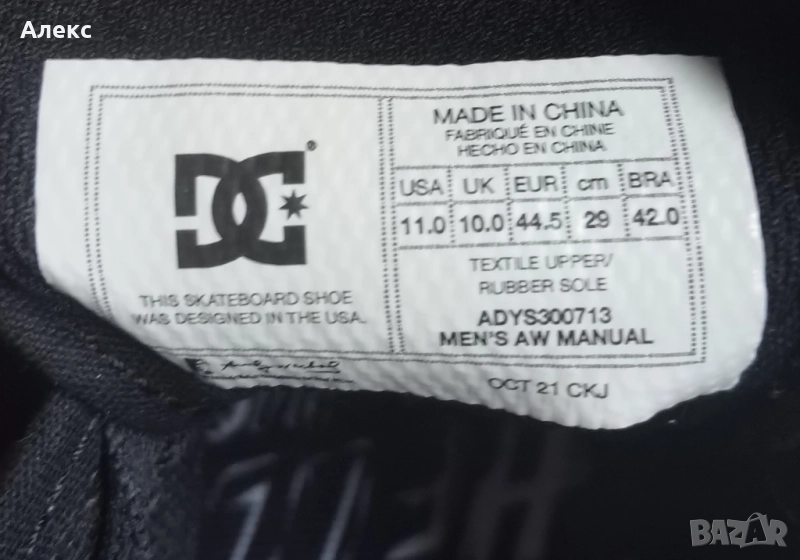 Алекс
DC®
THIS SKATEBOARD SHOE
WAS DESIGNED IN THE USA.
MADE IN CHINA
FABRIQUÉ EN CHINE
HECHO EN CHINA
USA UK EUR cm BRA
11.0 10.0 44.5 29 42.0
TEXTILE UPPER/
RUBBER SOLE
ADYS300713
MEN'S AW MANUAL
OCT 21 CKJ
BAZAR